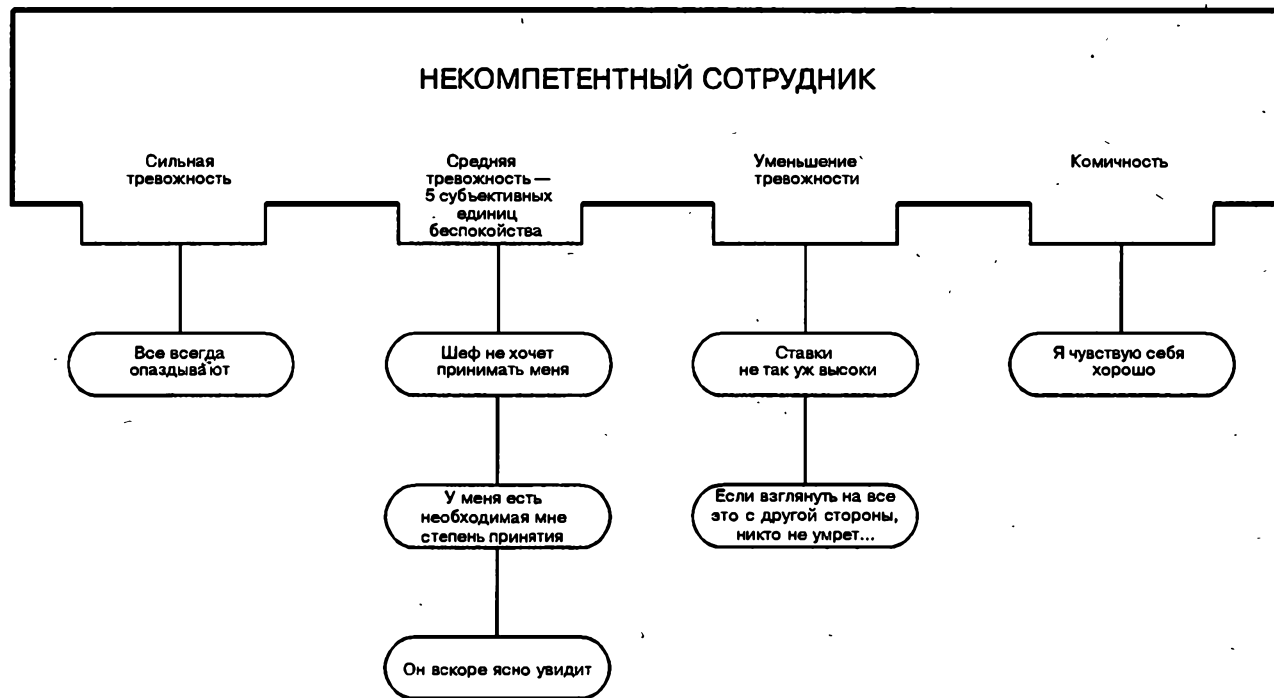 НЕКОМПЕТЕНТНЫЙ СОТРУДНИК
Сильная
тревожность
Средняя
тревожность —
5 субъективных
единиц
беспокойства
Уменьшение
тревожности
Комичность
Все всегда
опаздывают
Шеф не хочет
принимать меня
Ставки
не так уж высоки
Я чувствую себя
хорошо
У меня есть
необходимая мне
степень принятия
Если взглянуть на все
это с другой стороны,
никто не умрет...
Он вскоре ясно увидит